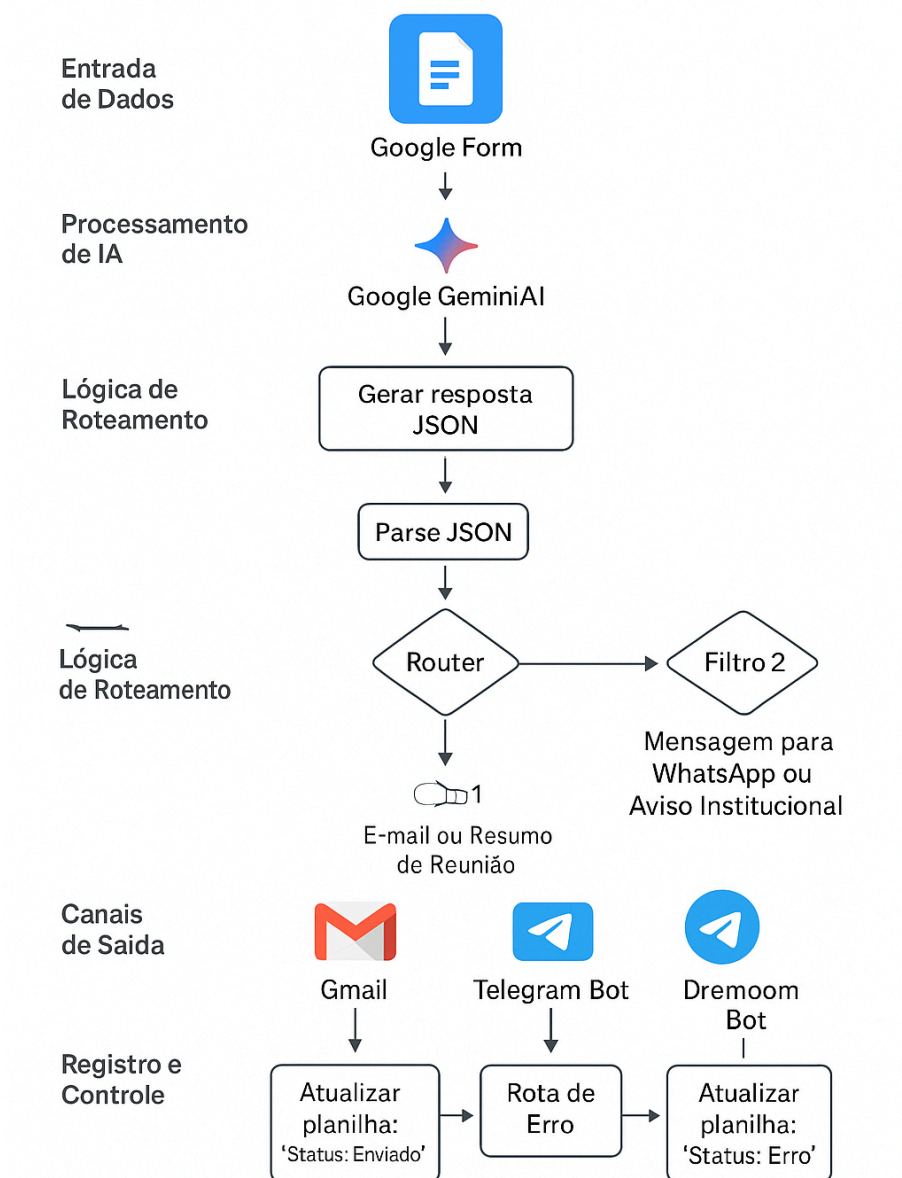 Entrada
de Dados
Google Form
Processamento
de IA
Google GeminiAI
Lógica de
Roteamento
Gerar resposta
JSON
Parse JSON
Lógica
de Roteamento
Router
Filtro 2
Mensagem para
WhatsApp ou
Aviso Institucional
1
E-mail ou Resumo
de Reunião
Canais
de Saida
Gmail
Telegram Bot
Dremoom
Bot
Registro e
Controle
Atualizar
planilha:
‘Status: Enviado’
Rota de
Erro
Atualizar
planilha:
‘Status: Erro’